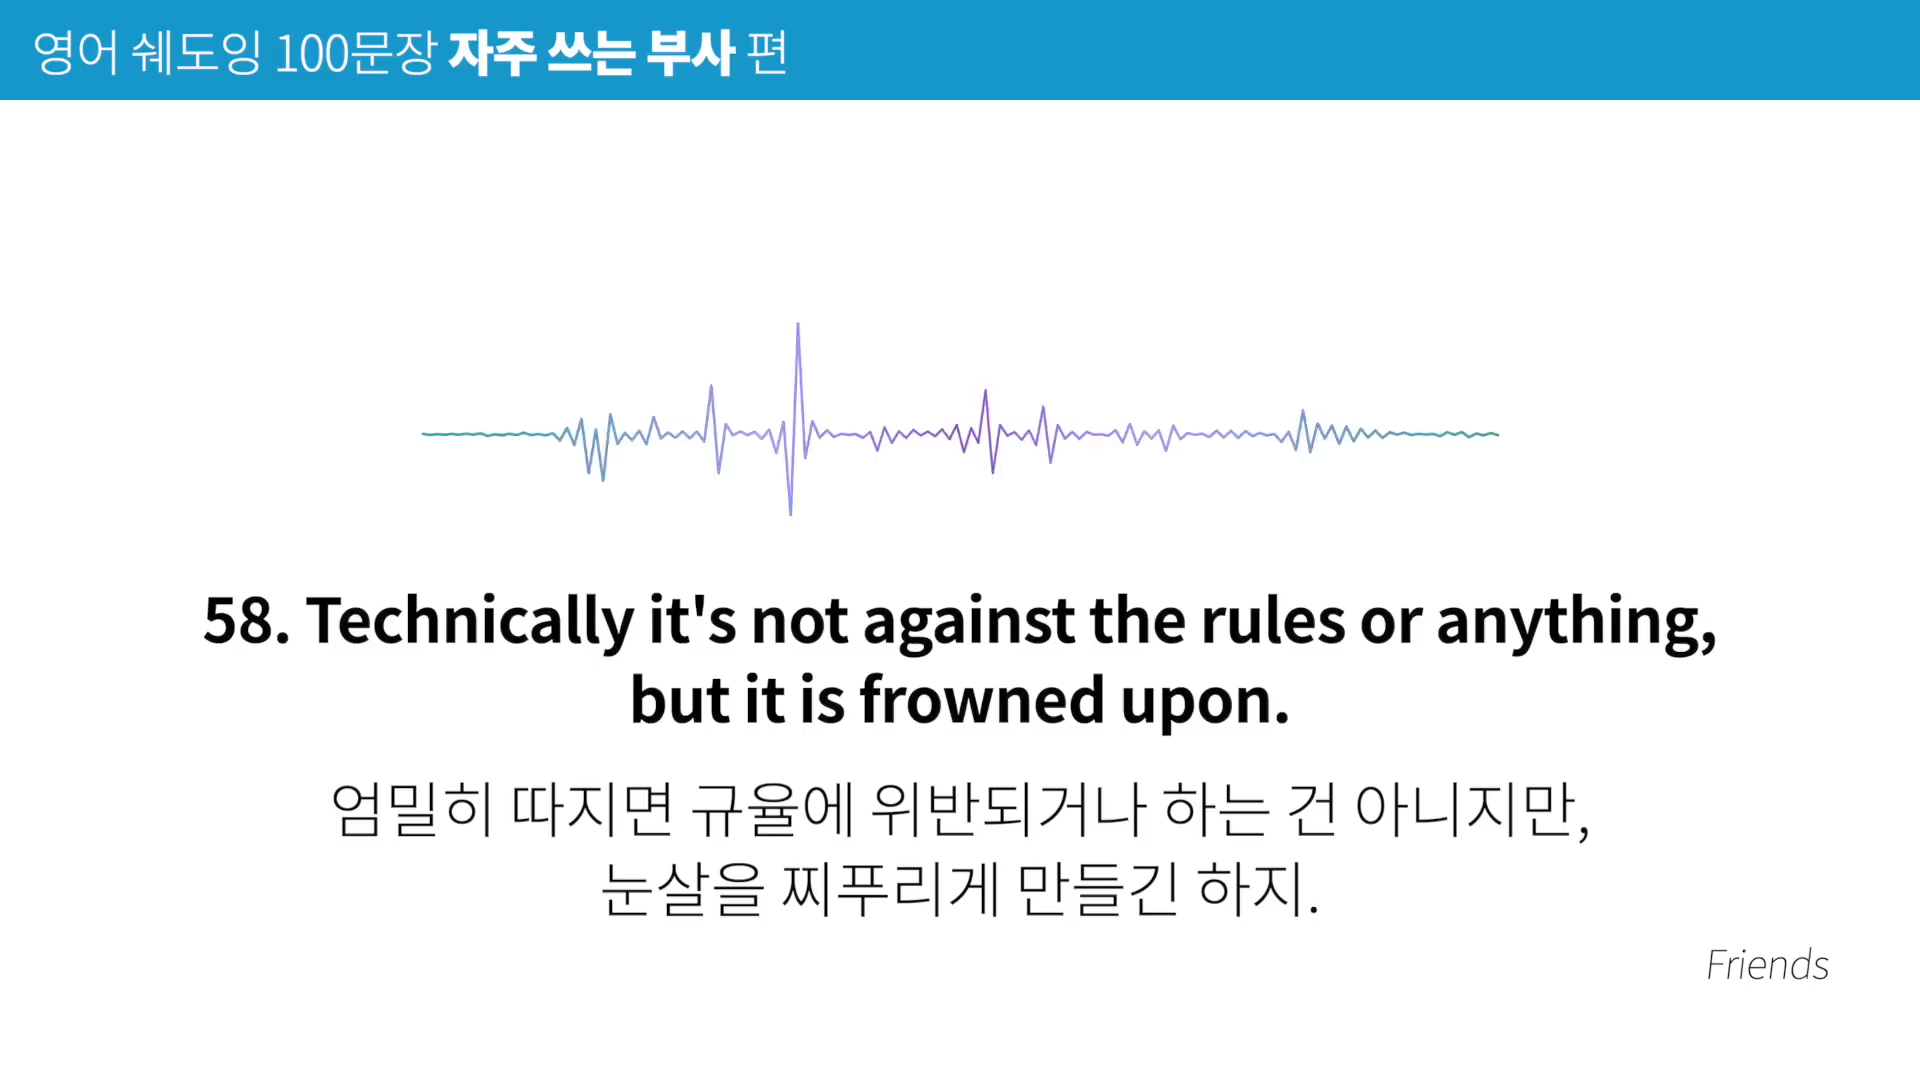 영어 쉐도잉 100문장 자주 쓰는 부사 편
58. Technically it's not against the rules or anything,
but it is frowned upon.
엄밀히 따지면 규율에 위반되거나 하는 건 아니지만,
눈살을 찌푸리게 만들긴 하지.
Friends